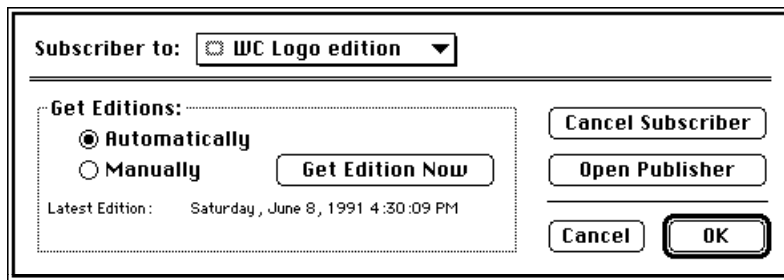 Subscriber to: WC Logo edition
Get Editions:
Automatically
Manually
Get Edition Now
Latest Edition: Saturday, June 8, 1991 4:30:09 PM
Cancel Subscriber
Open Publisher
Cancel
OK